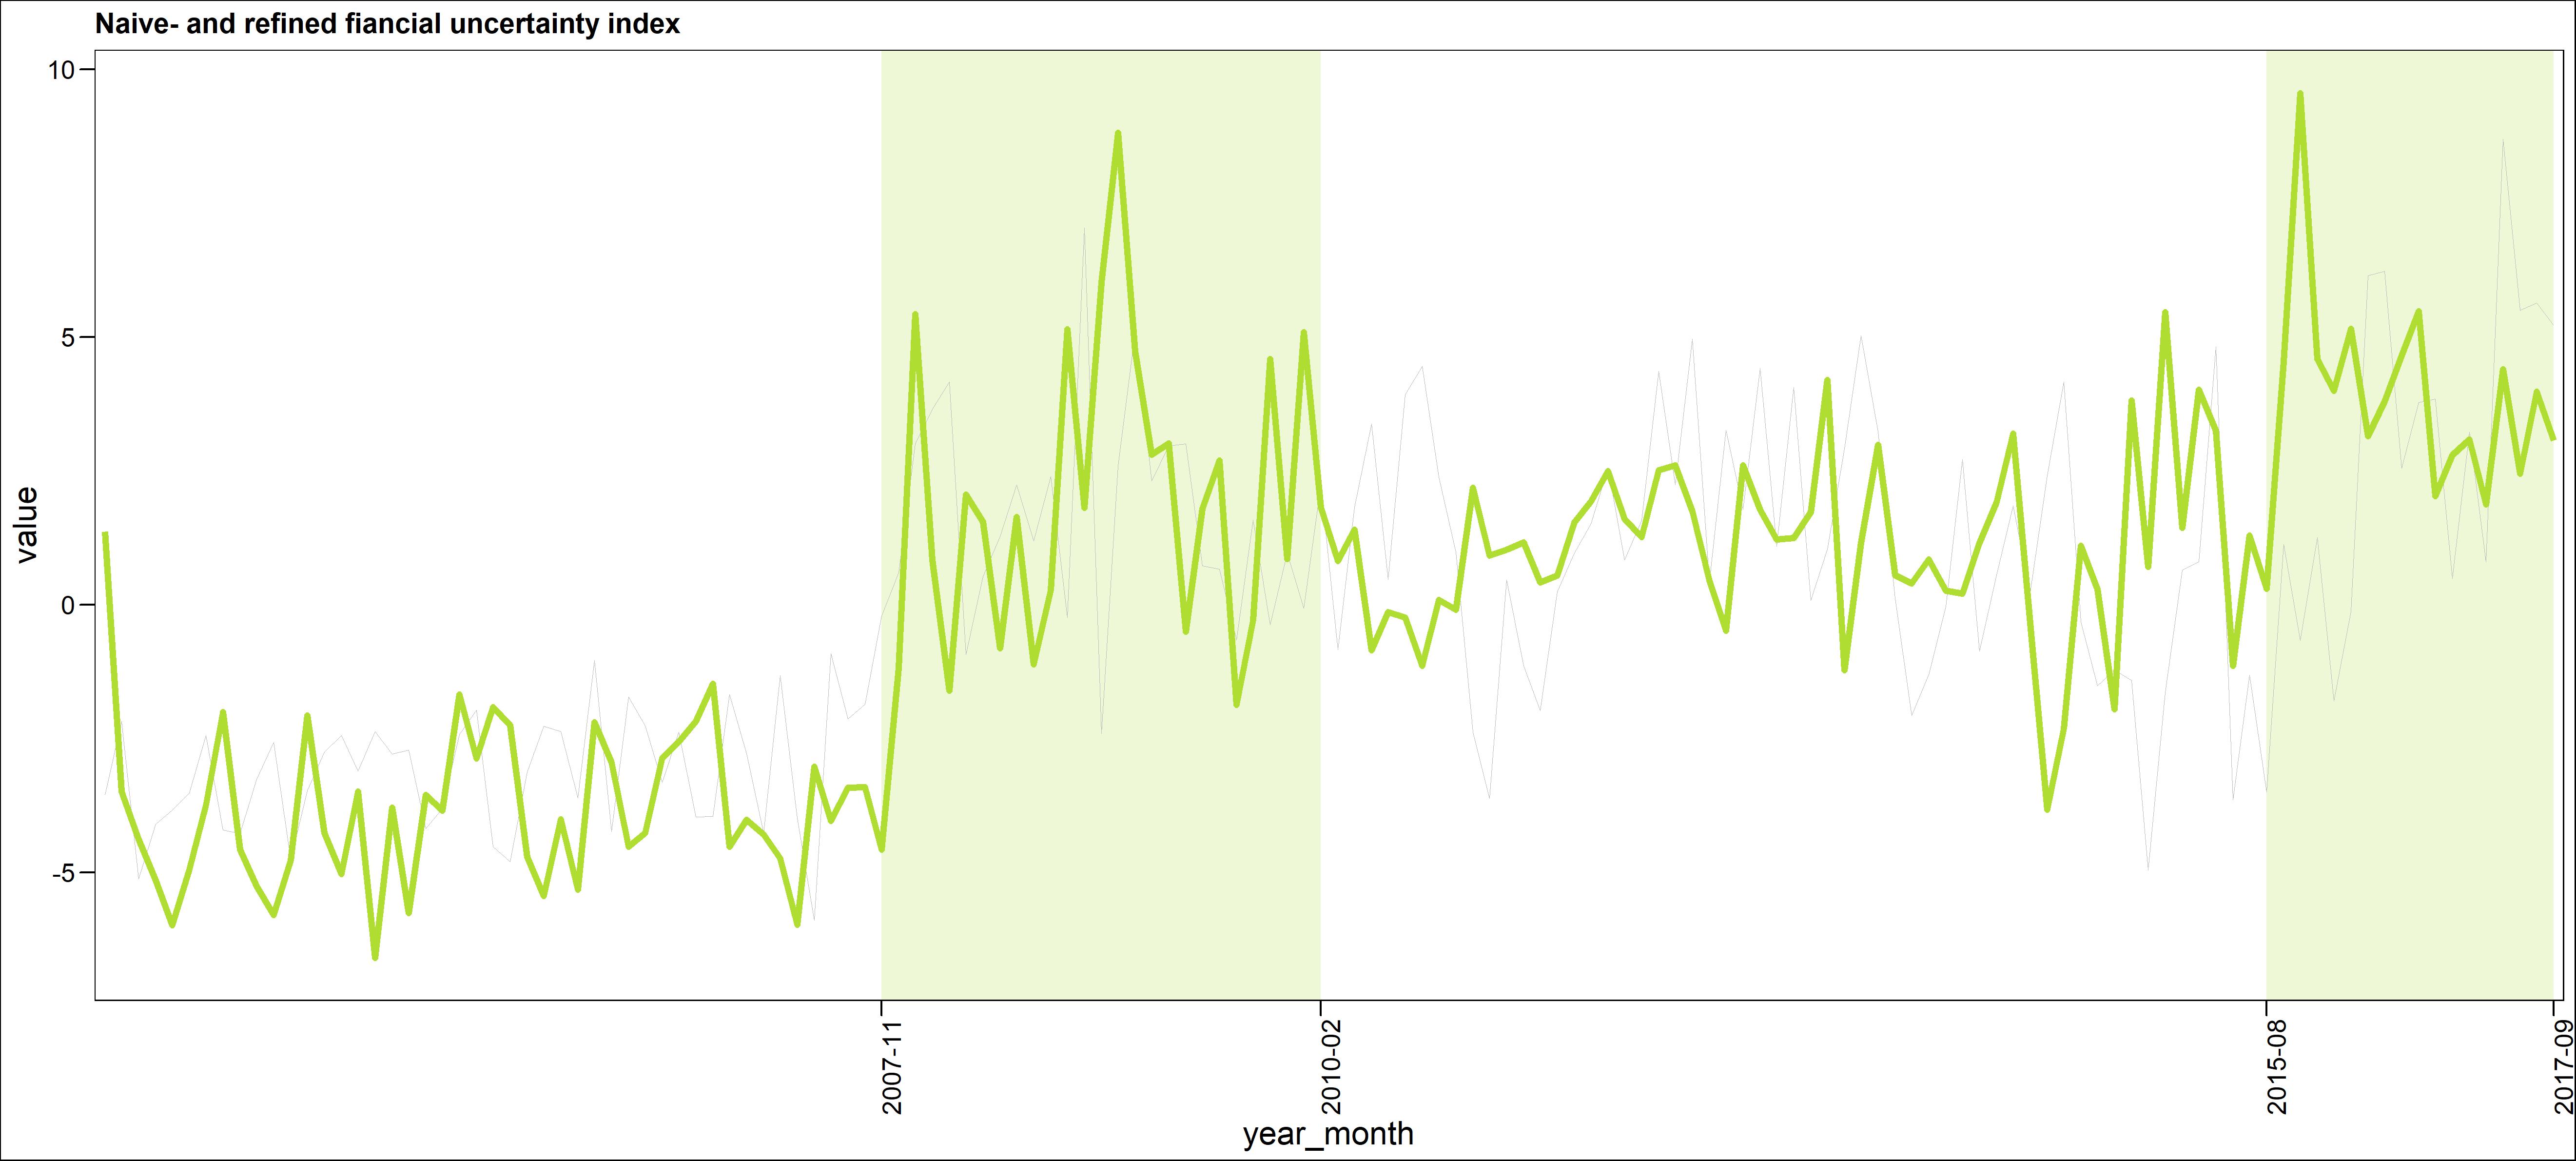 Naive- and refined fiancial uncertainty index
10
5
0
-5
value
2007-11
2010-02
2015-08
2017-09
year_month